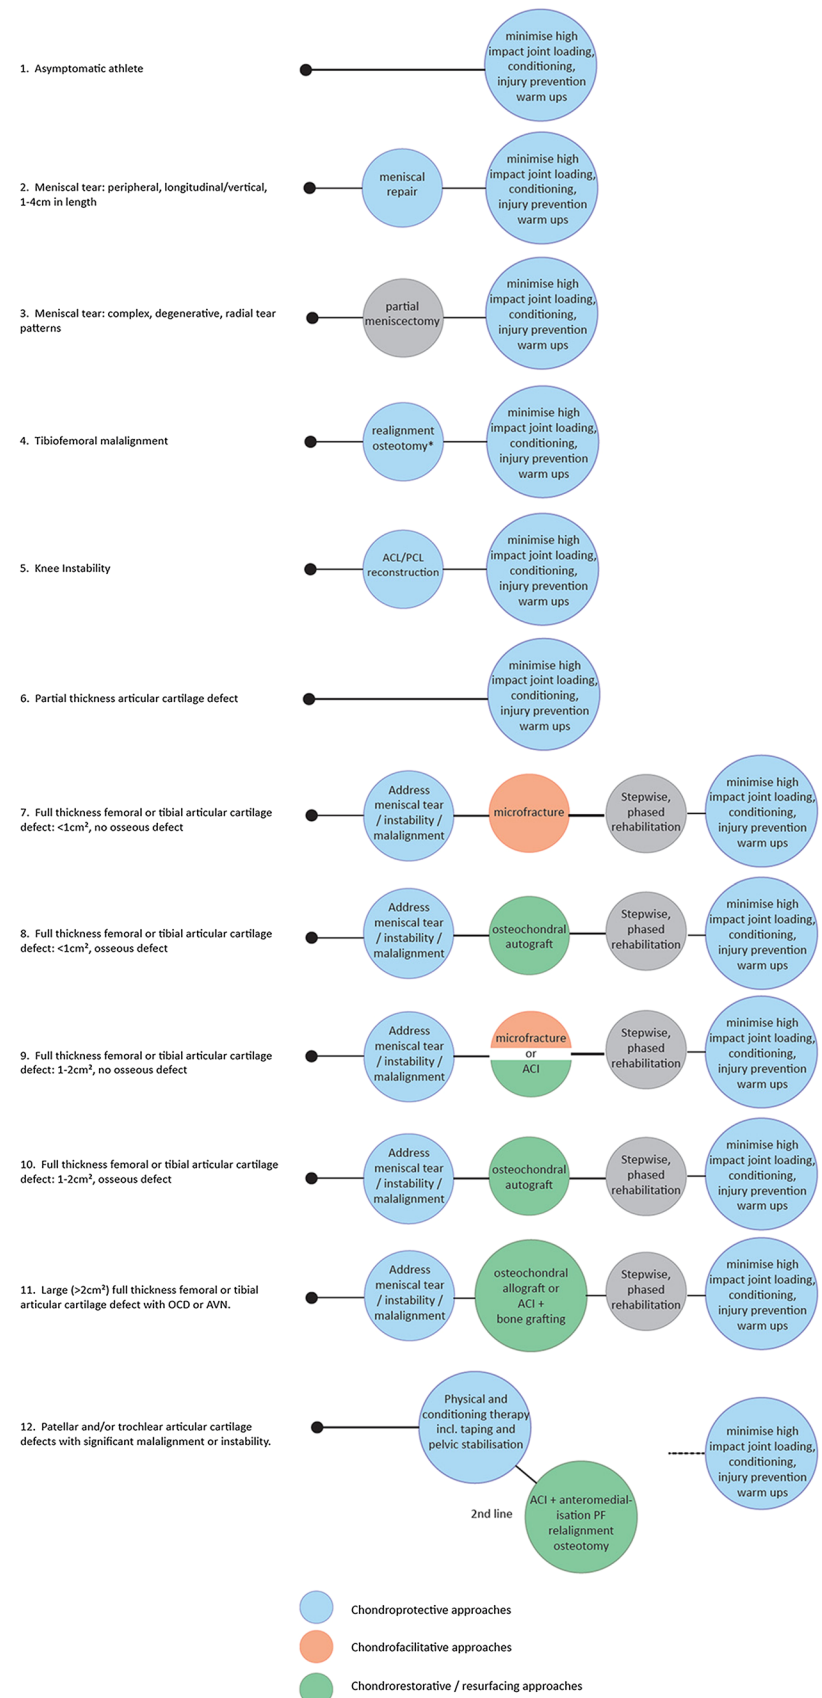 minimise high
impact joint loading,
conditioning,
injury prevention
warm ups
1. Asymptomatic athlete
minimise high
impact joint loading,
conditioning,
injury prevention
warm ups
meniscal
repair
2. Meniscal tear: peripheral, longitudinal/vertical,
1-4cm in length
minimise high
impact joint loading,
conditioning,
injury prevention
warm ups
partial
meniscectomy
3. Meniscal tear: complex, degenerative, radial tear
patterns
minimise high
impact joint loading,
conditioning,
injury prevention
warm ups
realignment
osteotomy*
4. Tibiofemoral malalignment
minimise high
impact joint loading,
conditioning,
injury prevention
warm ups
ACL/PCL
reconstruction
5. Knee Instability
minimise high
impact joint loading,
conditioning,
injury prevention
warm ups
6. Partial thickness articular cartilage defect
7. Full thickness femoral or tibial articular cartilage
defect: <1cm², no osseous defect
Address
meniscal tear
/ instability /
malalignment
microfracture
Stepwise,
phased
rehabilitation
minimise high
impact joint loading,
conditioning,
injury prevention
warm ups
8. Full thickness femoral or tibial articular cartilage
defect: <1cm², osseous defect
Address
meniscal tear
/ instability /
malalignment
osteochondral
autograft
Stepwise,
phased
rehabilitation
minimise high
impact joint loading,
conditioning,
injury prevention
warm ups
9. Full thickness femoral or tibial articular cartilage
defect: 1-2cm², no osseous defect
Address
meniscal tear
/ instability /
malalignment
microfracture
or
ACI
Stepwise,
phased
rehabilitation
minimise high
impact joint loading,
conditioning,
injury prevention
warm ups
10. Full thickness femoral or tibial articular cartilage
defect: 1-2cm², osseous defect
Address
meniscal tear
/ instability /
malalignment
osteochondral
autograft
Stepwise,
phased
rehabilitation
minimise high
impact joint loading,
conditioning,
injury prevention
warm ups
11. Large (>2cm²) full thickness femoral or tibial
articular cartilage defect with OCD or AVN.
Address
meniscal tear
/ instability /
malalignment
osteochondral
allograft or
ACI +
bone grafting
Stepwise,
phased
rehabilitation
minimise high
impact joint loading,
conditioning,
injury prevention
warm ups
12. Patellar and/or trochlear articular cartilage
defects with significant malalignment or instability.
Physical and
conditioning therapy
incl. taping and
pelvic stabilisation
minimise high
impact joint loading,
conditioning,
injury prevention
warm ups
2nd line
ACI + anteromedial-
isation PF
relalignment
osteotomy
Chondroprotective approaches
Chondrofacilitative approaches
Chondrorestorative / resurfacing approaches